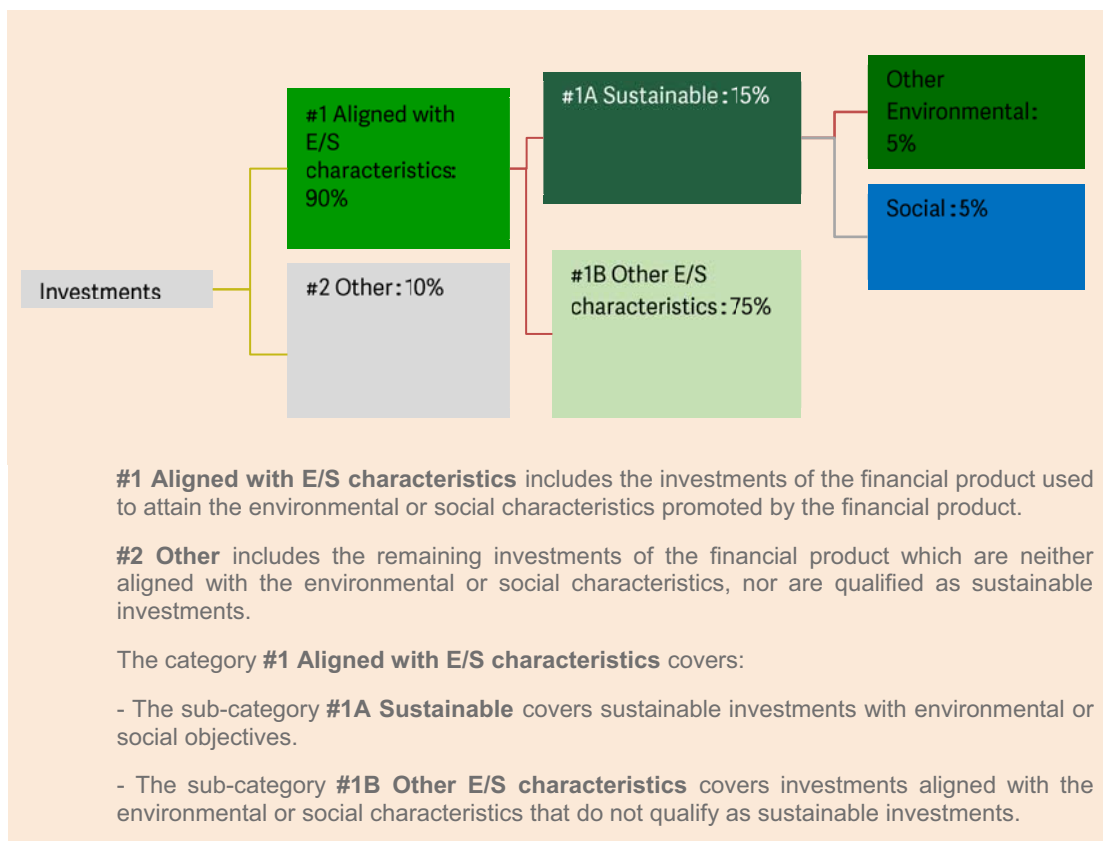 Investments
#1 Aligned with
E/S
characteristics:
90%
#2 Other: 10%
#1A Sustainable: 15%
#1B Other E/S
characteristics: 75%
Other
Environmental:
5%
Social: 5%
#1 Aligned with E/S characteristics includes the investments of the financial product used
to attain the environmental or social characteristics promoted by the financial product.
#2 Other includes the remaining investments of the financial product which are neither
aligned with the environmental or social characteristics, nor are qualified as sustainable
investments.
The category #1 Aligned with E/S characteristics covers:
- The sub-category #1A Sustainable covers sustainable investments with environmental or
social objectives.
- The sub-category #1B Other E/S characteristics covers investments aligned with the
environmental or social characteristics that do not qualify as sustainable investments.